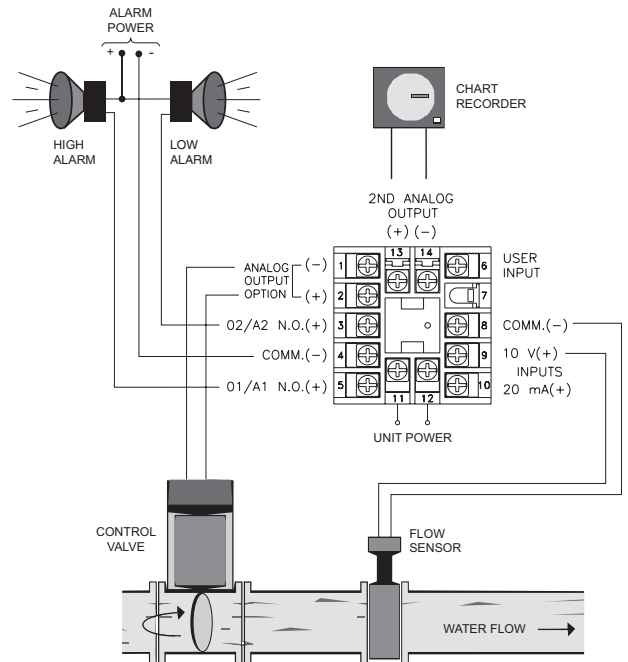 ALARM
POWER
+ -
HIGH
ALARM
LOW
ALARM
CHART
RECORDER
2ND ANALOG
OUTPUT
(+) (-)
13 14
ANALOG
OUTPUT
OPTION
(-)
(+)
1
2
3
4
5
6
7
8
9
10
USER
INPUT
02/A2 N.O.(+)
COMM.(-)
01/A1 N.O.(+)
COMM.(-)
10 V(+)
INPUTS
20 mA(+)
11 12
UNIT POWER
CONTROL
VALVE
FLOW
SENSOR
WATER FLOW